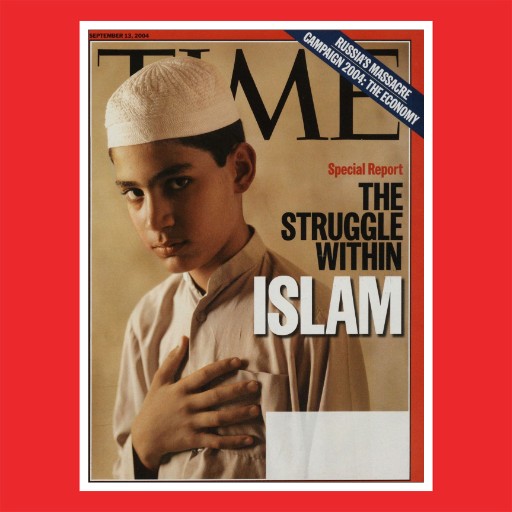 SEPTEMBER 13, 2004
TIME
RUSSIA'S MASSACRE
CAMPAIGN 2004: THE ECONOMY
Special Report
THE
STRUGGLE
WITHIN
ISLAM